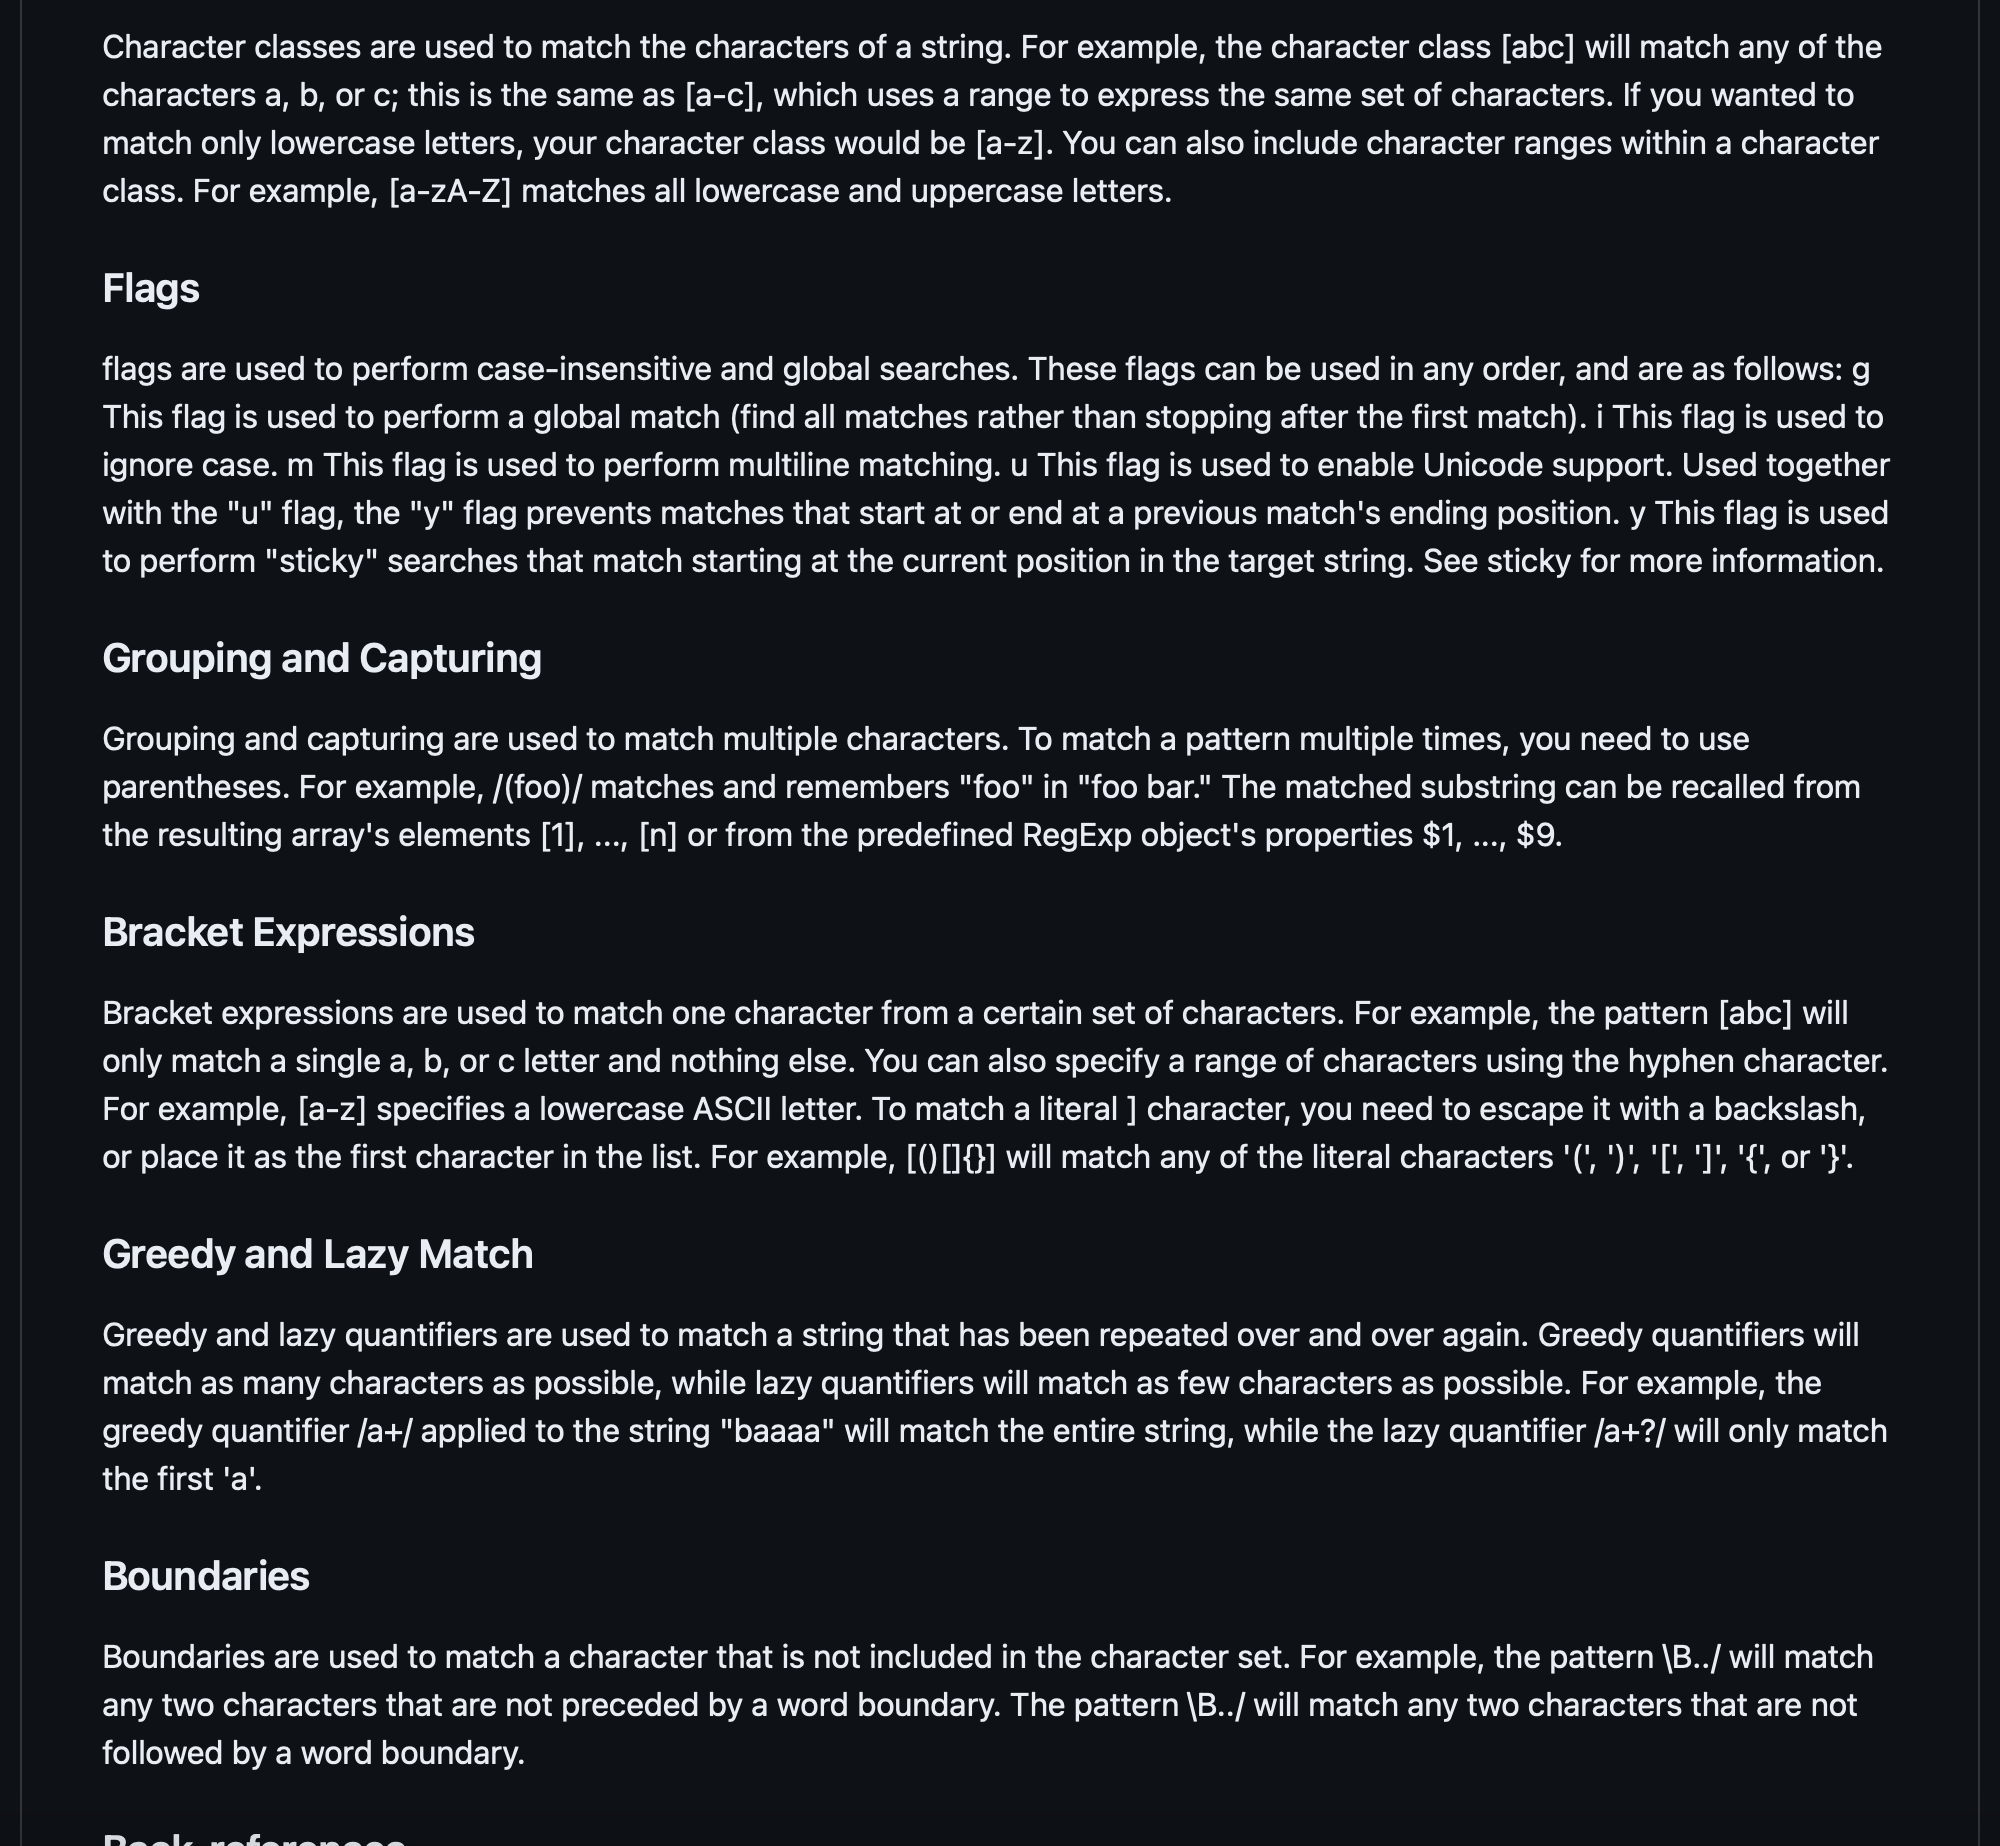 Character classes are used to match the characters of a string. For example, the character class [abc] will match any of the
characters a, b, or c; this is the same as [a-c], which uses a range to express the same set of characters. If you wanted to
match only lowercase letters, your character class would be [a-z]. You can also include character ranges within a character
class. For example, [a-zA-Z] matches all lowercase and uppercase letters.
Flags
flags are used to perform case-insensitive and global searches. These flags can be used in any order, and are as follows: g
This flag is used to perform a global match (find all matches rather than stopping after the first match). i This flag is used to
ignore case. m This flag is used to perform multiline matching. u This flag is used to enable Unicode support. Used together
with the "u" flag, the "y" flag prevents matches that start at or end at a previous match's ending position. y This flag is used
to perform "sticky" searches that match starting at the current position in the target string. See sticky for more information.
Grouping and Capturing
Grouping and capturing are used to match multiple characters. To match a pattern multiple times, you need to use
parentheses. For example, /(foo)/ matches and remembers "foo" in "foo bar." The matched substring can be recalled from
the resulting array's elements [1], ..., [n] or from the predefined RegExp object's properties $1, ..., $9.
Bracket Expressions
Bracket expressions are used to match one character from a certain set of characters. For example, the pattern [abc] will
only match a single a, b, or c letter and nothing else. You can also specify a range of characters using the hyphen character.
For example, [a-z] specifies a lowercase ASCII letter. To match a literal ] character, you need to escape it with a backslash,
or place it as the first character in the list. For example, [()[]{}] will match any of the literal characters '(', ')', '[', ']', '{', or '}'.
Greedy and Lazy Match
Greedy and lazy quantifiers are used to match a string that has been repeated over and over again. Greedy quantifiers will
match as many characters as possible, while lazy quantifiers will match as few characters as possible. For example, the
greedy quantifier /a+/ applied to the string "baaaa" will match the entire string, while the lazy quantifier /a+?/ will only match
the first 'a'.
Boundaries
Boundaries are used to match a character that is not included in the character set. For example, the pattern \B../ will match
any two characters that are not preceded by a word boundary. The pattern \B../ will match any two characters that are not
followed by a word boundary.
Back-references